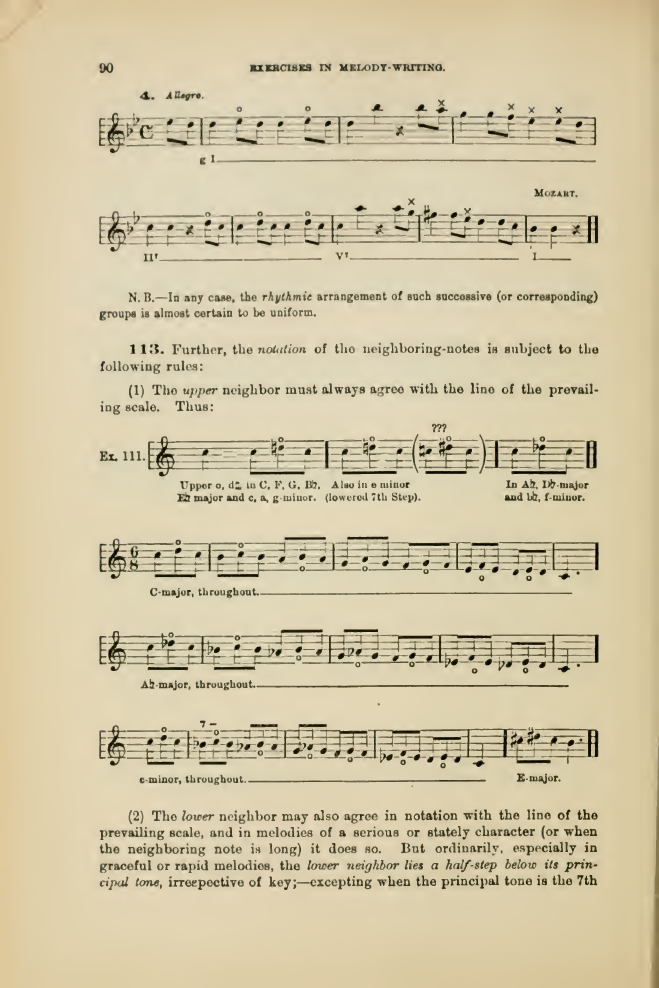 90
EXERCISES IN MELODY-WRITING.
4. Allegro.
g I
MOZART.
II⁷ V⁷ I
N. B.—In any case, the rhythmic arrangement of such successive (or corresponding)
groups is almost certain to be uniform.
113. Further, the notation of the neighboring-notes is subject to the
following rules:
(1) The upper neighbor must always agree with the line of the prevail-
ing scale. Thus:
???
Ex. 111.
Upper o, d♮, in C, F, G, B♭, Also in e minor In A♭, D♭-major
E♭ major and c, a, g-minor. (lowered 7th Step). and b♭, f-minor.
6
8
C-major, throughout.
A♭-major, throughout.
7 –
c-minor, throughout. E-major.
(2) The lower neighbor may also agree in notation with the line of the
prevailing scale, and in melodies of a serious or stately character (or when
the neighboring note is long) it does so. But ordinarily, especially in
graceful or rapid melodies, the lower neighbor lies a half-step below its prin-
cipal tone, irrespective of key;—excepting when the principal tone is the 7th